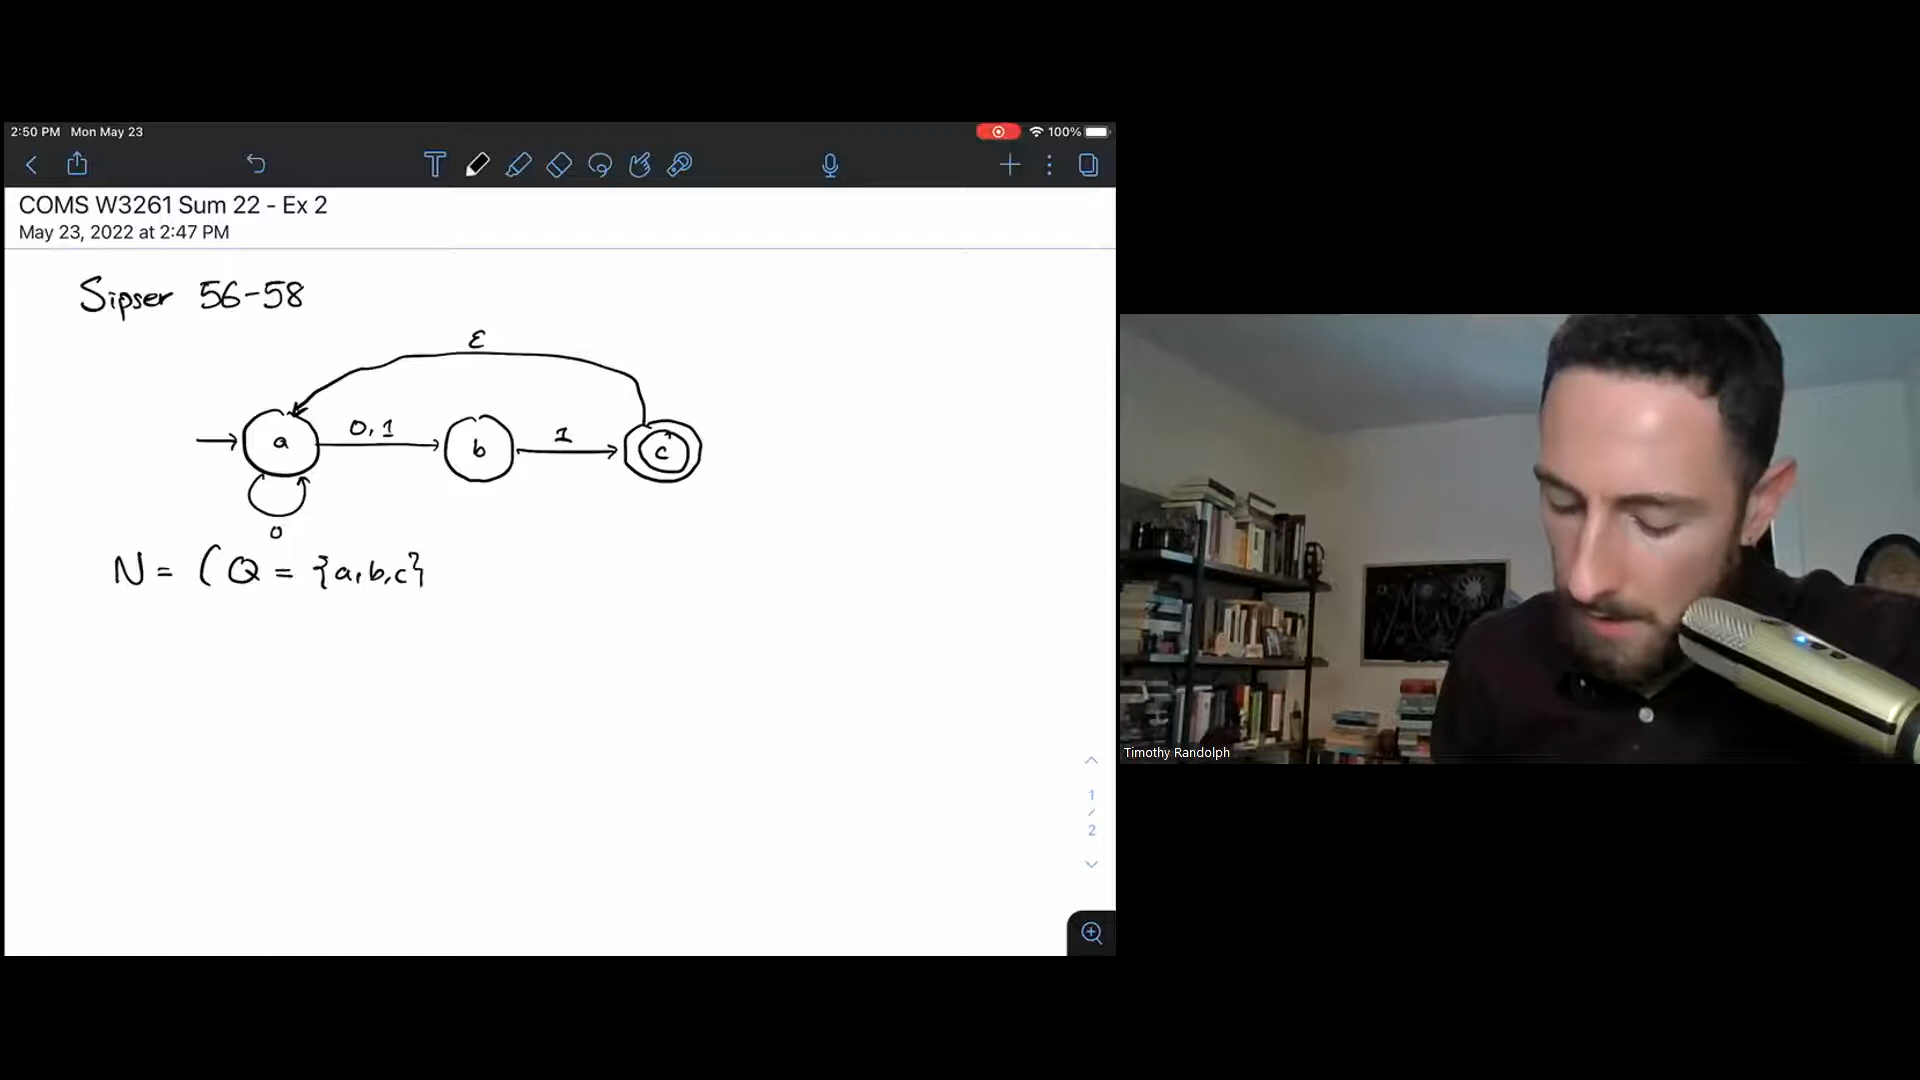 2:50 PM Mon May 23
100%
COMS W3261 Sum 22 - Ex 2
May 23, 2022 at 2:47 PM
Sipser 56-58
ε
a 0,1 b 1 c
0
N = ( Q = {a,b,c}
1
/
2
Timothy Randolph